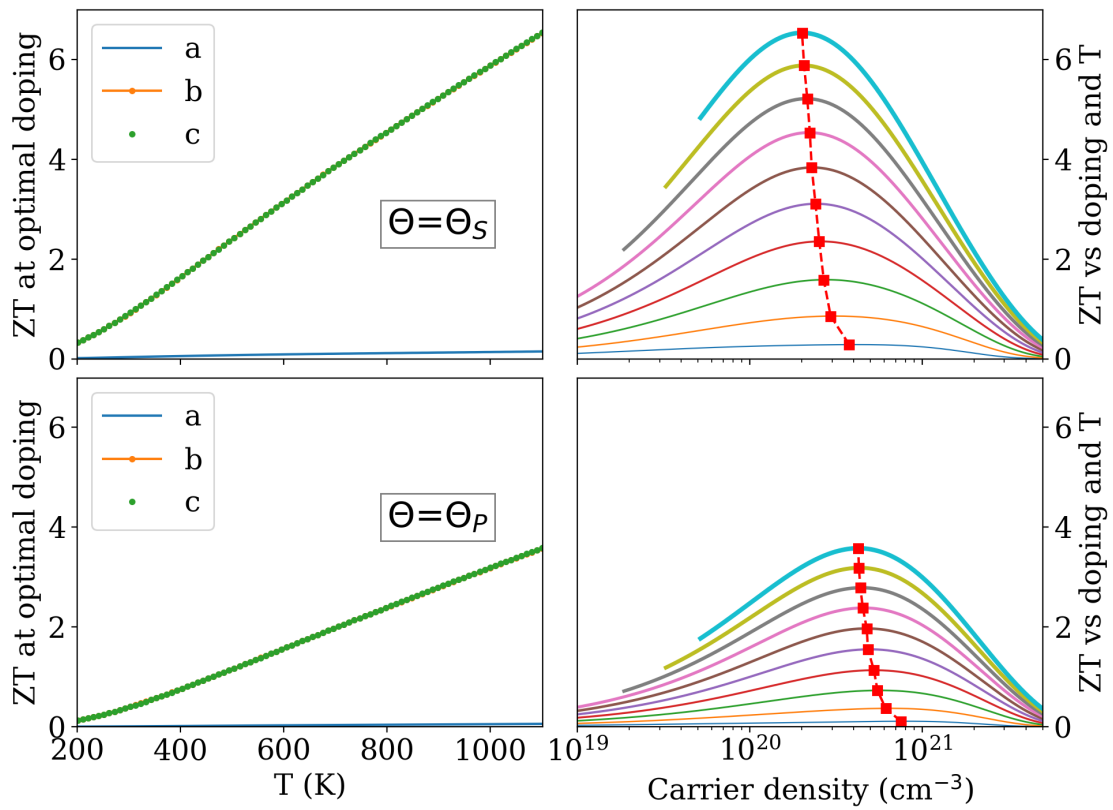 ZT at optimal doping
6
4
2
0
a
b
c
Θ=Θ_S
6
4
2
0
ZT vs doping and T
ZT at optimal doping
6
4
2
0
a
b
c
Θ=Θ_P
6
4
2
0
ZT vs doping and T
200 400 600 800 1000
T (K)
10^19 10^20 10^21
Carrier density (cm^−3)